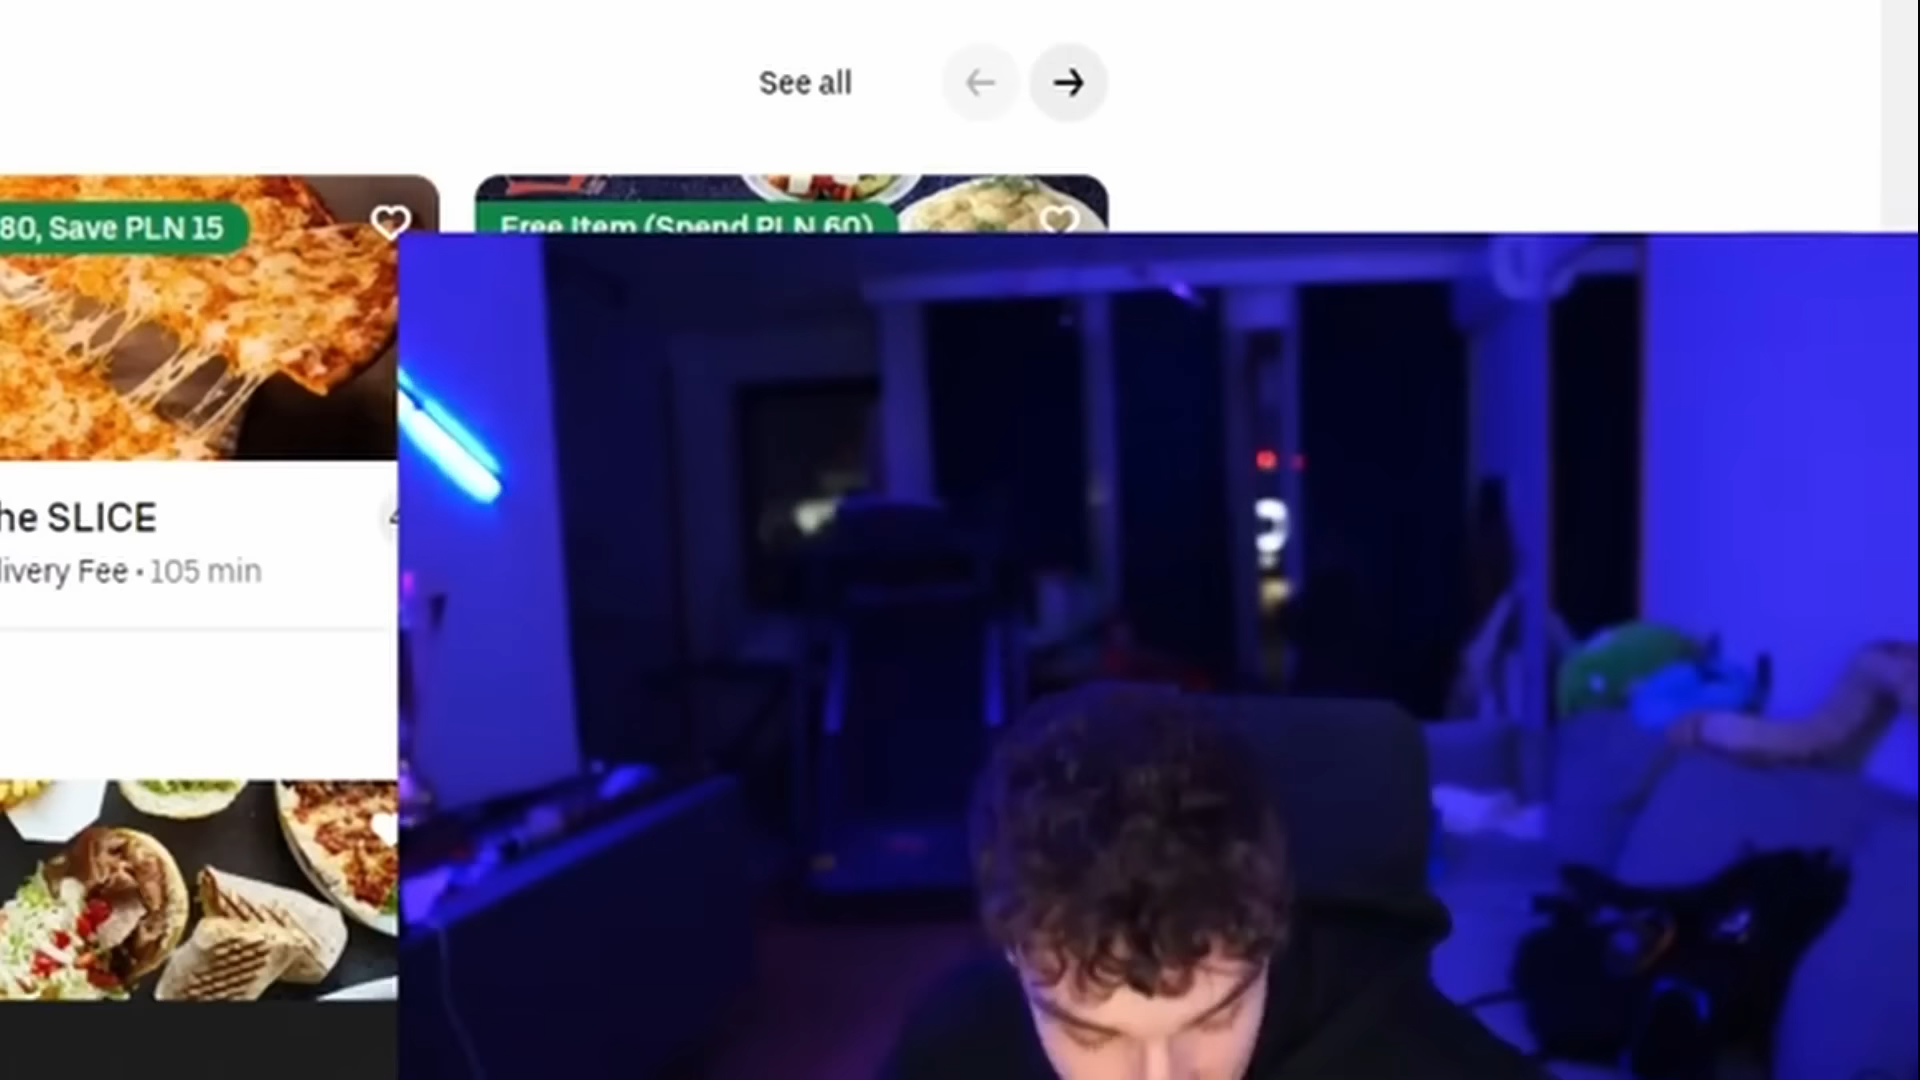 See all
80, Save PLN 15
Free Item (Spend PLN 60)
he SLICE
livery Fee • 105 min